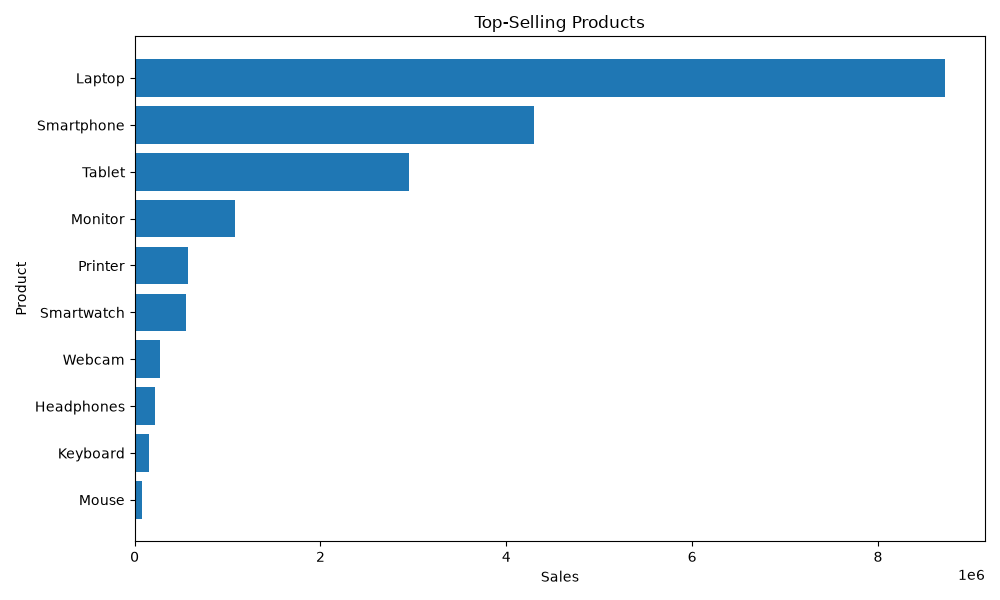 Top-Selling Products
Product
Laptop
Smartphone
Tablet
Monitor
Printer
Smartwatch
Webcam
Headphones
Keyboard
Mouse
0 2 4 6 8
1e6
Sales